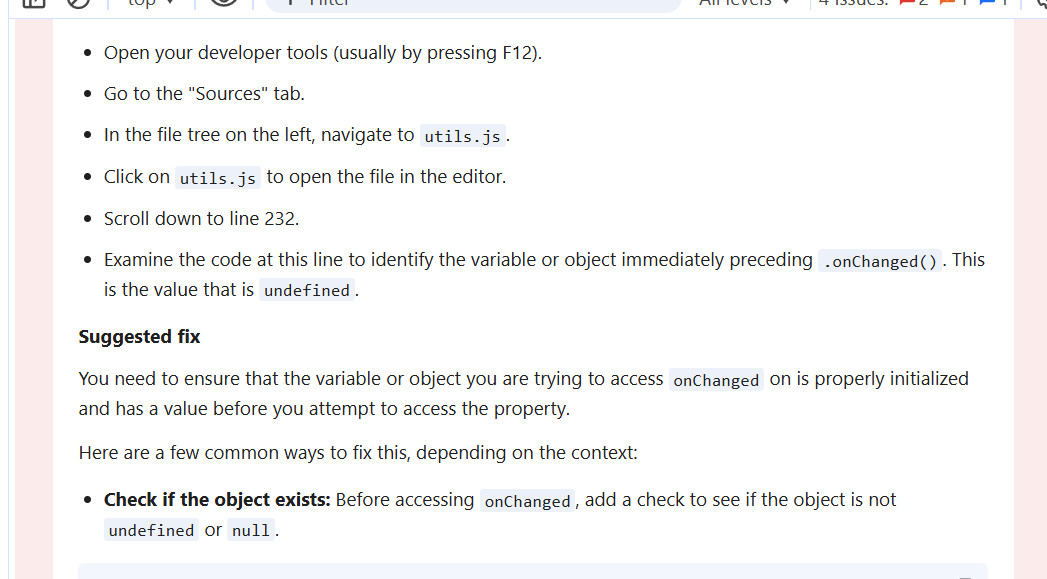 top
Filter
All levels
4 Issues: 2 1 1
Open your developer tools (usually by pressing F12).
Go to the "Sources" tab.
In the file tree on the left, navigate to utils.js.
Click on utils.js to open the file in the editor.
Scroll down to line 232.
Examine the code at this line to identify the variable or object immediately preceding .onChanged(). This
is the value that is undefined.
Suggested fix
You need to ensure that the variable or object you are trying to access onChanged on is properly initialized
and has a value before you attempt to access the property.
Here are a few common ways to fix this, depending on the context:
Check if the object exists: Before accessing onChanged, add a check to see if the object is not
undefined or null.